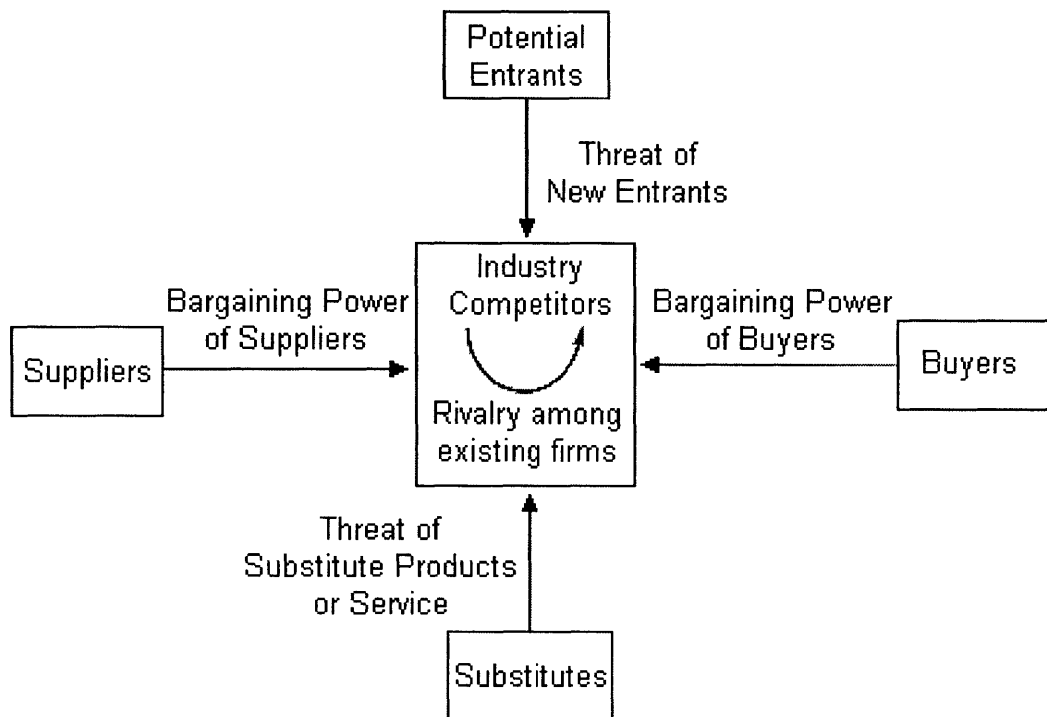 Potential
Entrants
Threat of
New Entrants
Industry
Competitors
Bargaining Power
of Suppliers
Bargaining Power
of Buyers
Suppliers
Buyers
Rivalry among
existing firms
Threat of
Substitute Products
or Service
Substitutes